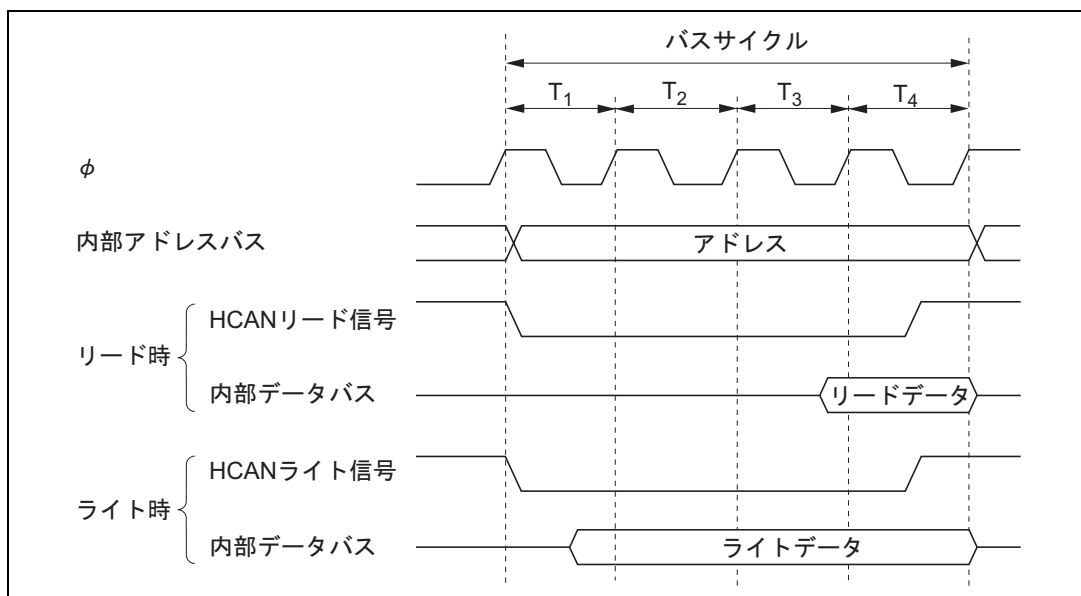 バスサイクル
T1 T2 T3 T4
φ
内部アドレスバス
アドレス
リード時
HCANリード信号
内部データバス
リードデータ
ライト時
HCANライト信号
内部データバス
ライトデータ